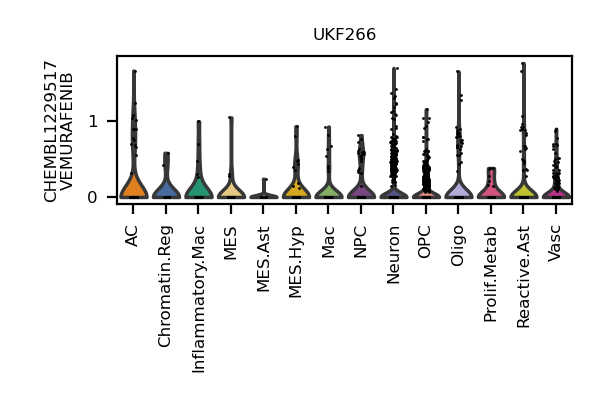 UKF266
CHEMBL1229517
VEMURAFENIB
1
0
AC
Chromatin.Reg
Inflammatory.Mac
MES
MES.Ast
MES.Hyp
Mac
NPC
Neuron
OPC
Oligo
Prolif.Metab
Reactive.Ast
Vasc